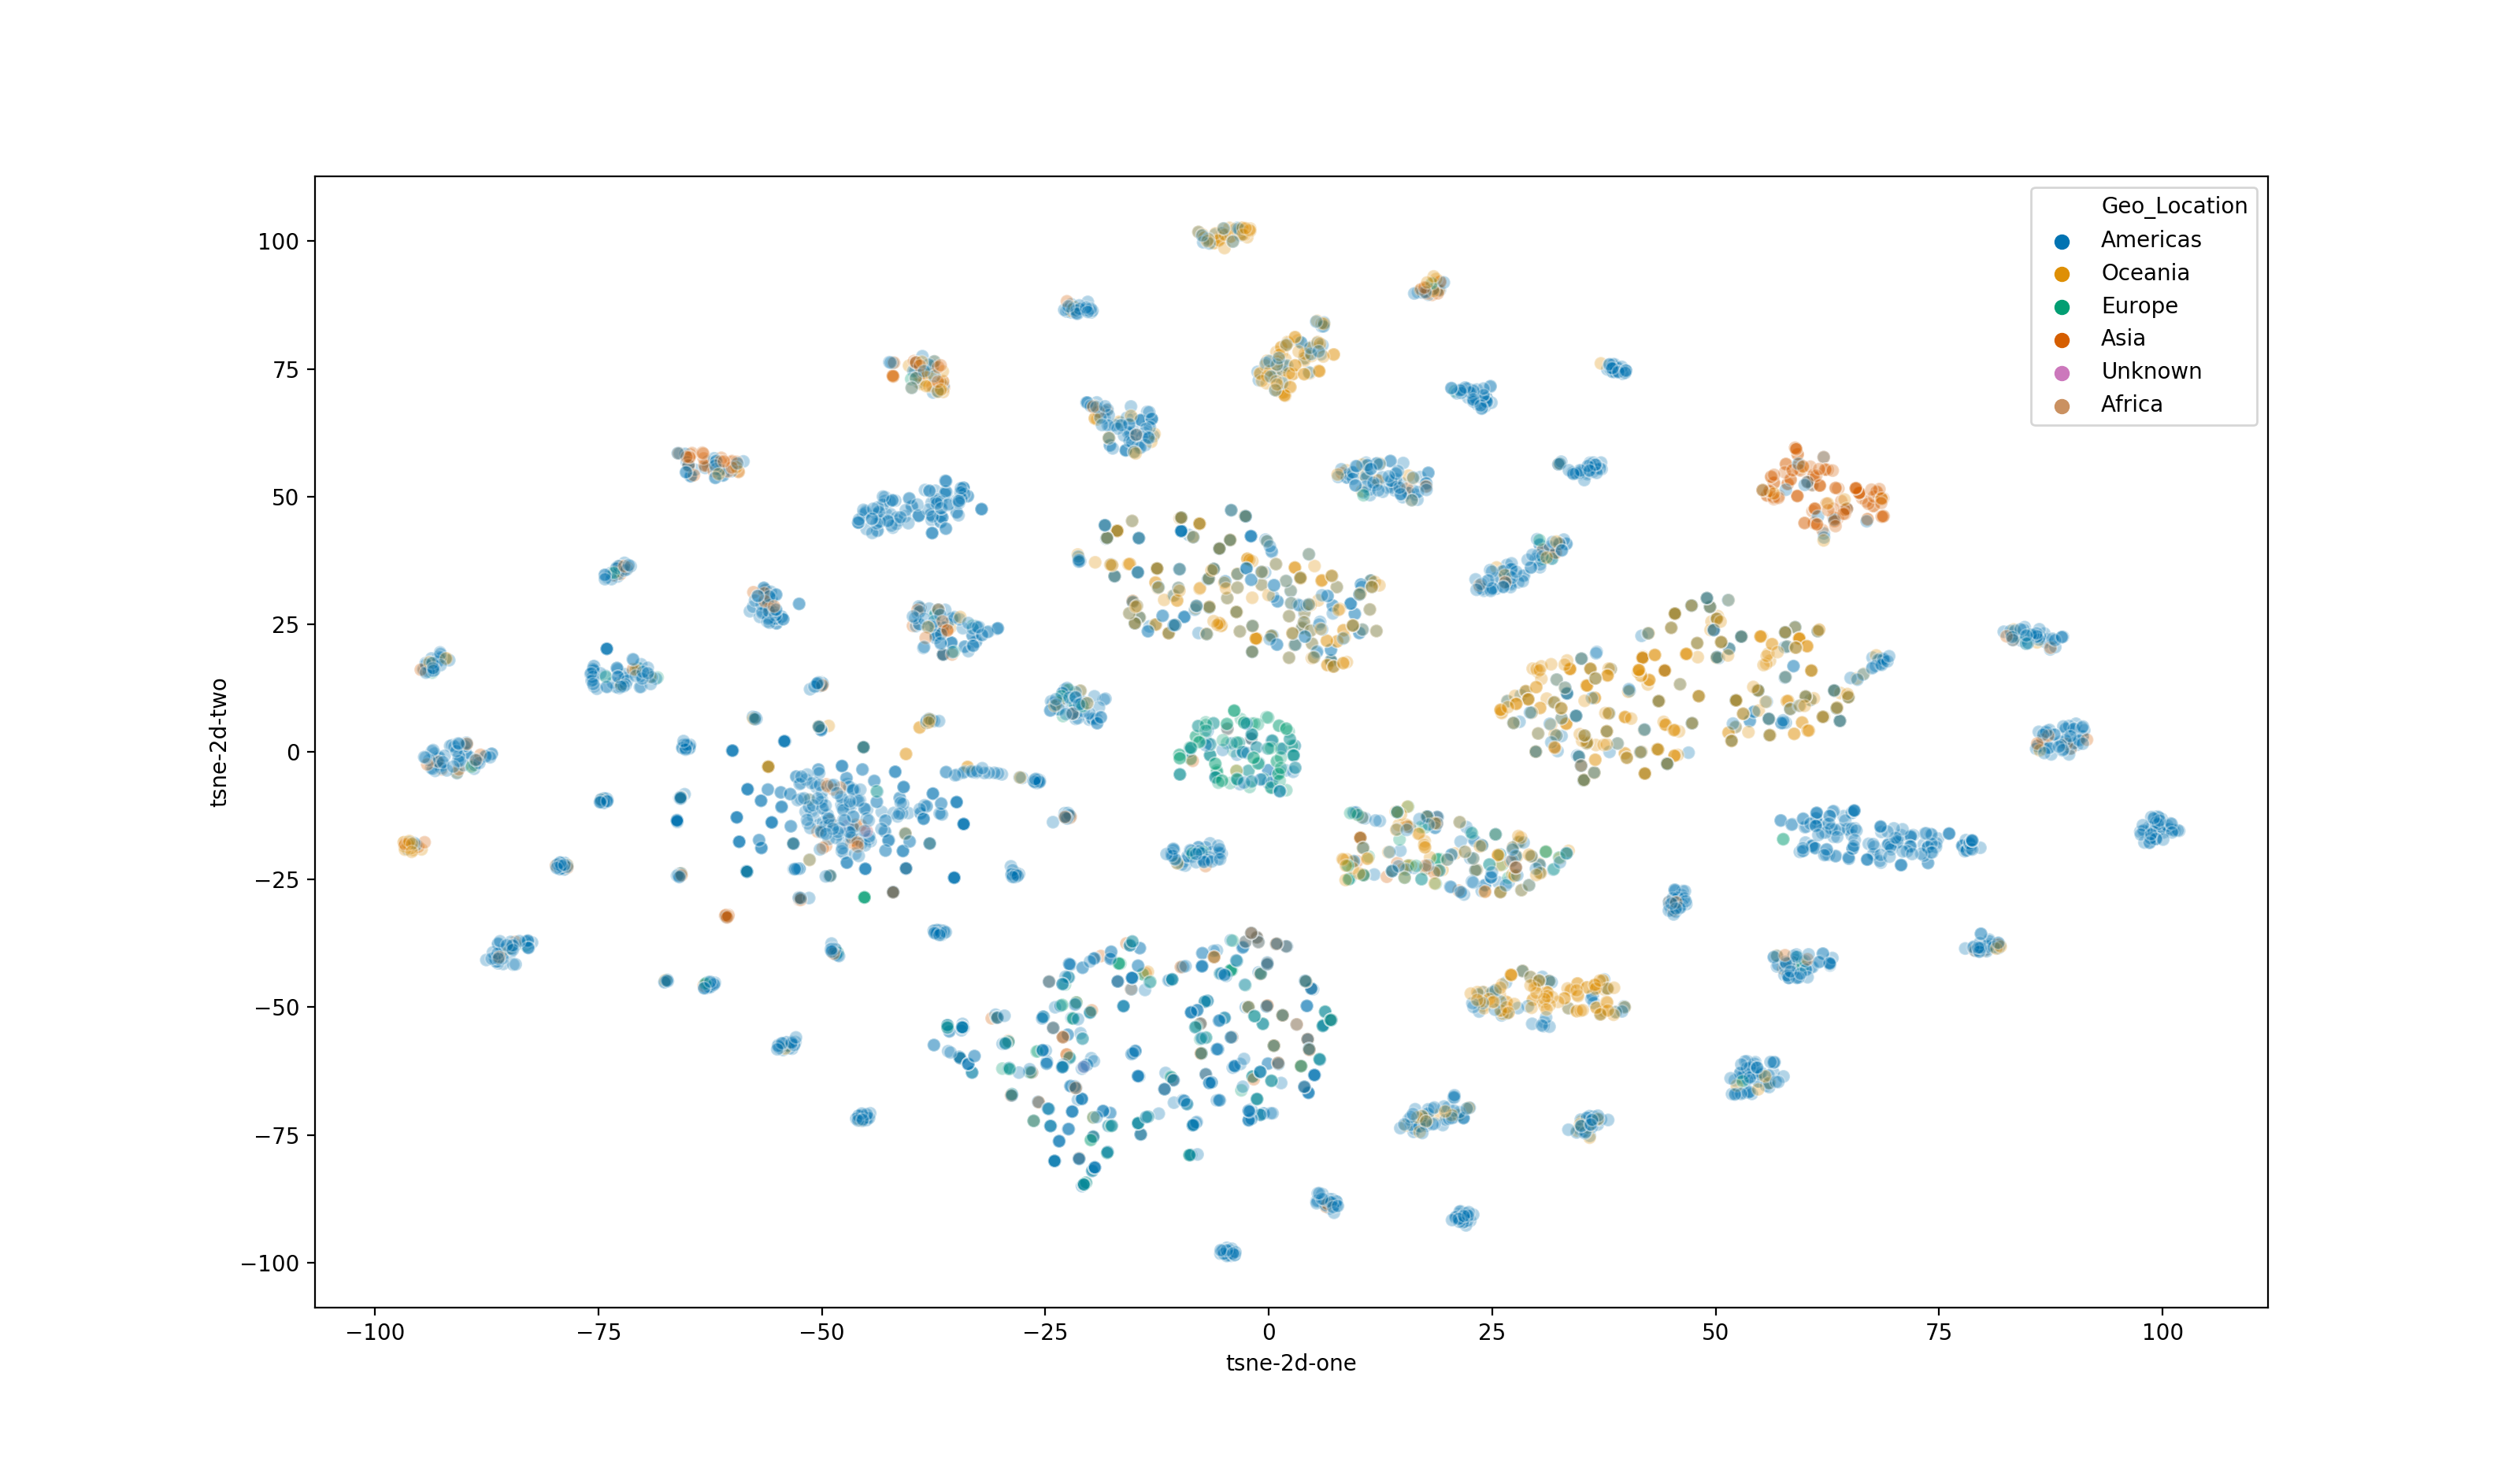 Geo_Location
Americas
Oceania
Europe
Asia
Unknown
Africa
100
75
50
25
0
−25
−50
−75
−100
tsne-2d-two
−100 −75 −50 −25 0 25 50 75 100
tsne-2d-one